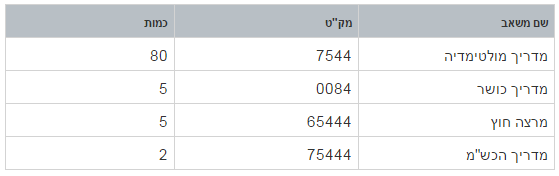 שם משאב מק"ט כמות
מדריך מולטימדיה 7544 80
מדריך כושר 0084 5
מרצה חוץ 65444 5
מדריך הכש"מ 75444 2